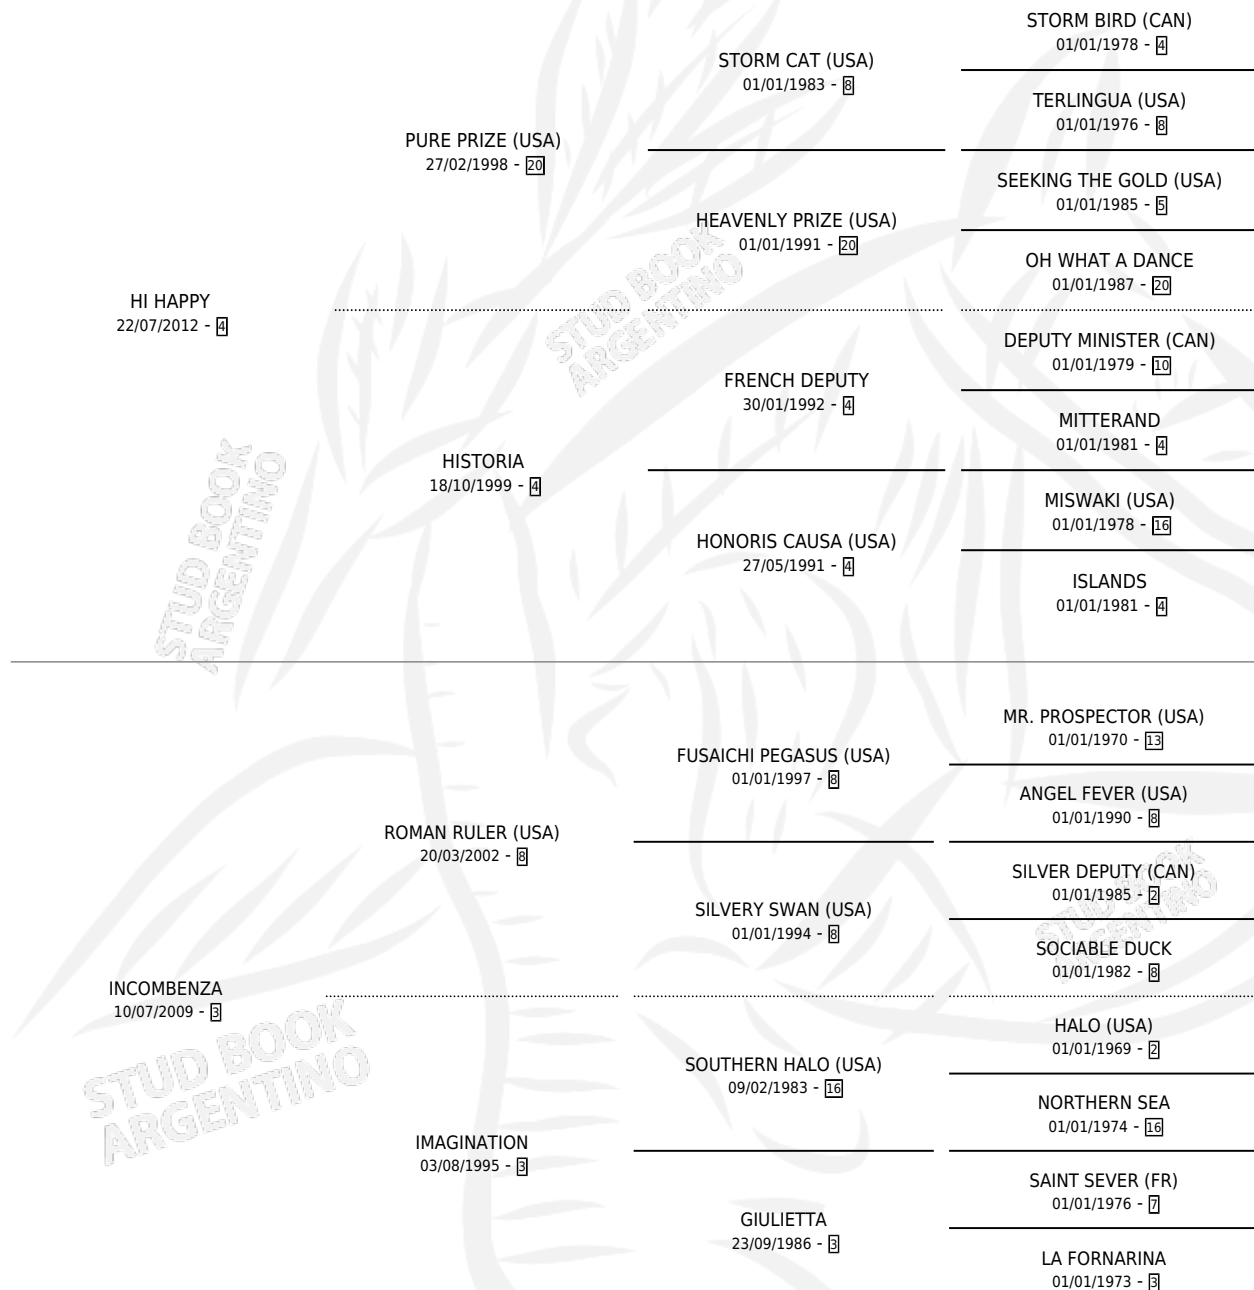 STORM BIRD (CAN)
01/01/1978 - 4
STORM CAT (USA)
01/01/1983 - 8
TERLINGUA (USA)
01/01/1976 - 8
PURE PRIZE (USA)
27/02/1998 - 20
SEEKING THE GOLD (USA)
01/01/1985 - 5
HEAVENLY PRIZE (USA)
01/01/1991 - 20
OH WHAT A DANCE
01/01/1987 - 20
HI HAPPY
22/07/2012 - 4
DEPUTY MINISTER (CAN)
01/01/1979 - 10
FRENCH DEPUTY
30/01/1992 - 4
MITTERAND
01/01/1981 - 4
HISTORIA
18/10/1999 - 4
MISWAKI (USA)
01/01/1978 - 16
HONORIS CAUSA (USA)
27/05/1991 - 4
ISLANDS
01/01/1981 - 4
MR. PROSPECTOR (USA)
01/01/1970 - 13
FUSAICHI PEGASUS (USA)
01/01/1997 - 8
ANGEL FEVER (USA)
01/01/1990 - 8
ROMAN RULER (USA)
20/03/2002 - 8
SILVER DEPUTY (CAN)
01/01/1985 - 2
SILVERY SWAN (USA)
01/01/1994 - 8
SOCIABLE DUCK
01/01/1982 - 8
INCOMBENZA
10/07/2009 - 3
HALO (USA)
01/01/1969 - 2
SOUTHERN HALO (USA)
09/02/1983 - 16
NORTHERN SEA
01/01/1974 - 16
IMAGINATION
03/08/1995 - 3
SAINT SEVER (FR)
01/01/1976 - 7
GIULIETTA
23/09/1986 - 3
LA FORNARINA
01/01/1973 - 3
STUD BOOK
ARGENTINO
STUD BOOK
ARGENTINO
STUD BOOK
ARGENTINO
STUD BOOK
ARGENTINO